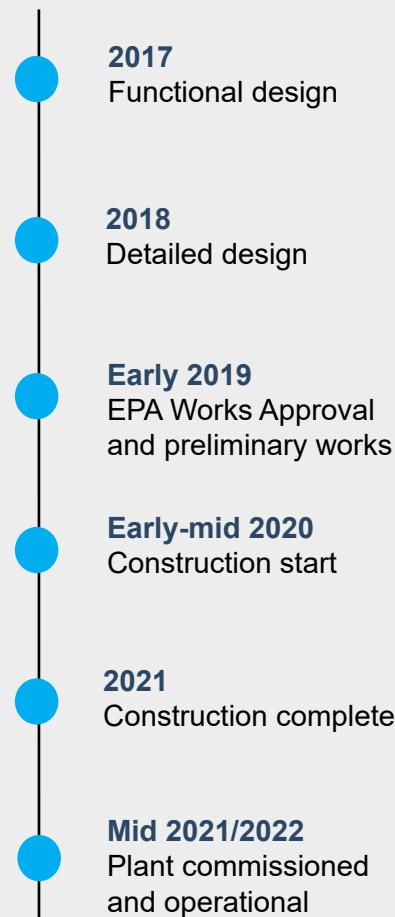 2017
Functional design
2018
Detailed design
Early 2019
EPA Works Approval
and preliminary works
Early-mid 2020
Construction start
2021
Construction complete
Mid 2021/2022
Plant commissioned
and operational